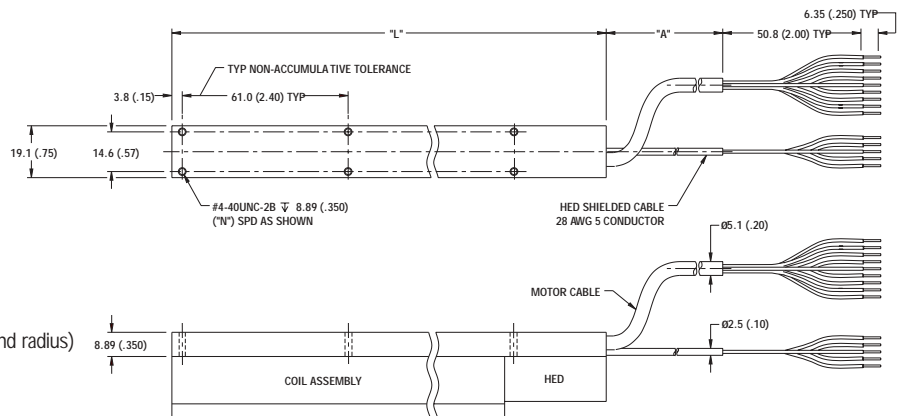 6.35 (.250) TYP
"L"
"A"
50.8 (2.00) TYP
TYP NON-ACCUMULATIVE TOLERANCE
3.8 (.15)
61.0 (2.40) TYP
19.1 (.75)
14.6 (.57)
#4-40UNC-2B ↧ 8.89 (.350)
("N") SPD AS SHOWN
HED SHIELDED CABLE
28 AWG 5 CONDUCTOR
Ø5.1 (.20)
MOTOR CABLE
nd radius)
8.89 (.350)
Ø2.5 (.10)
COIL ASSEMBLY
HED